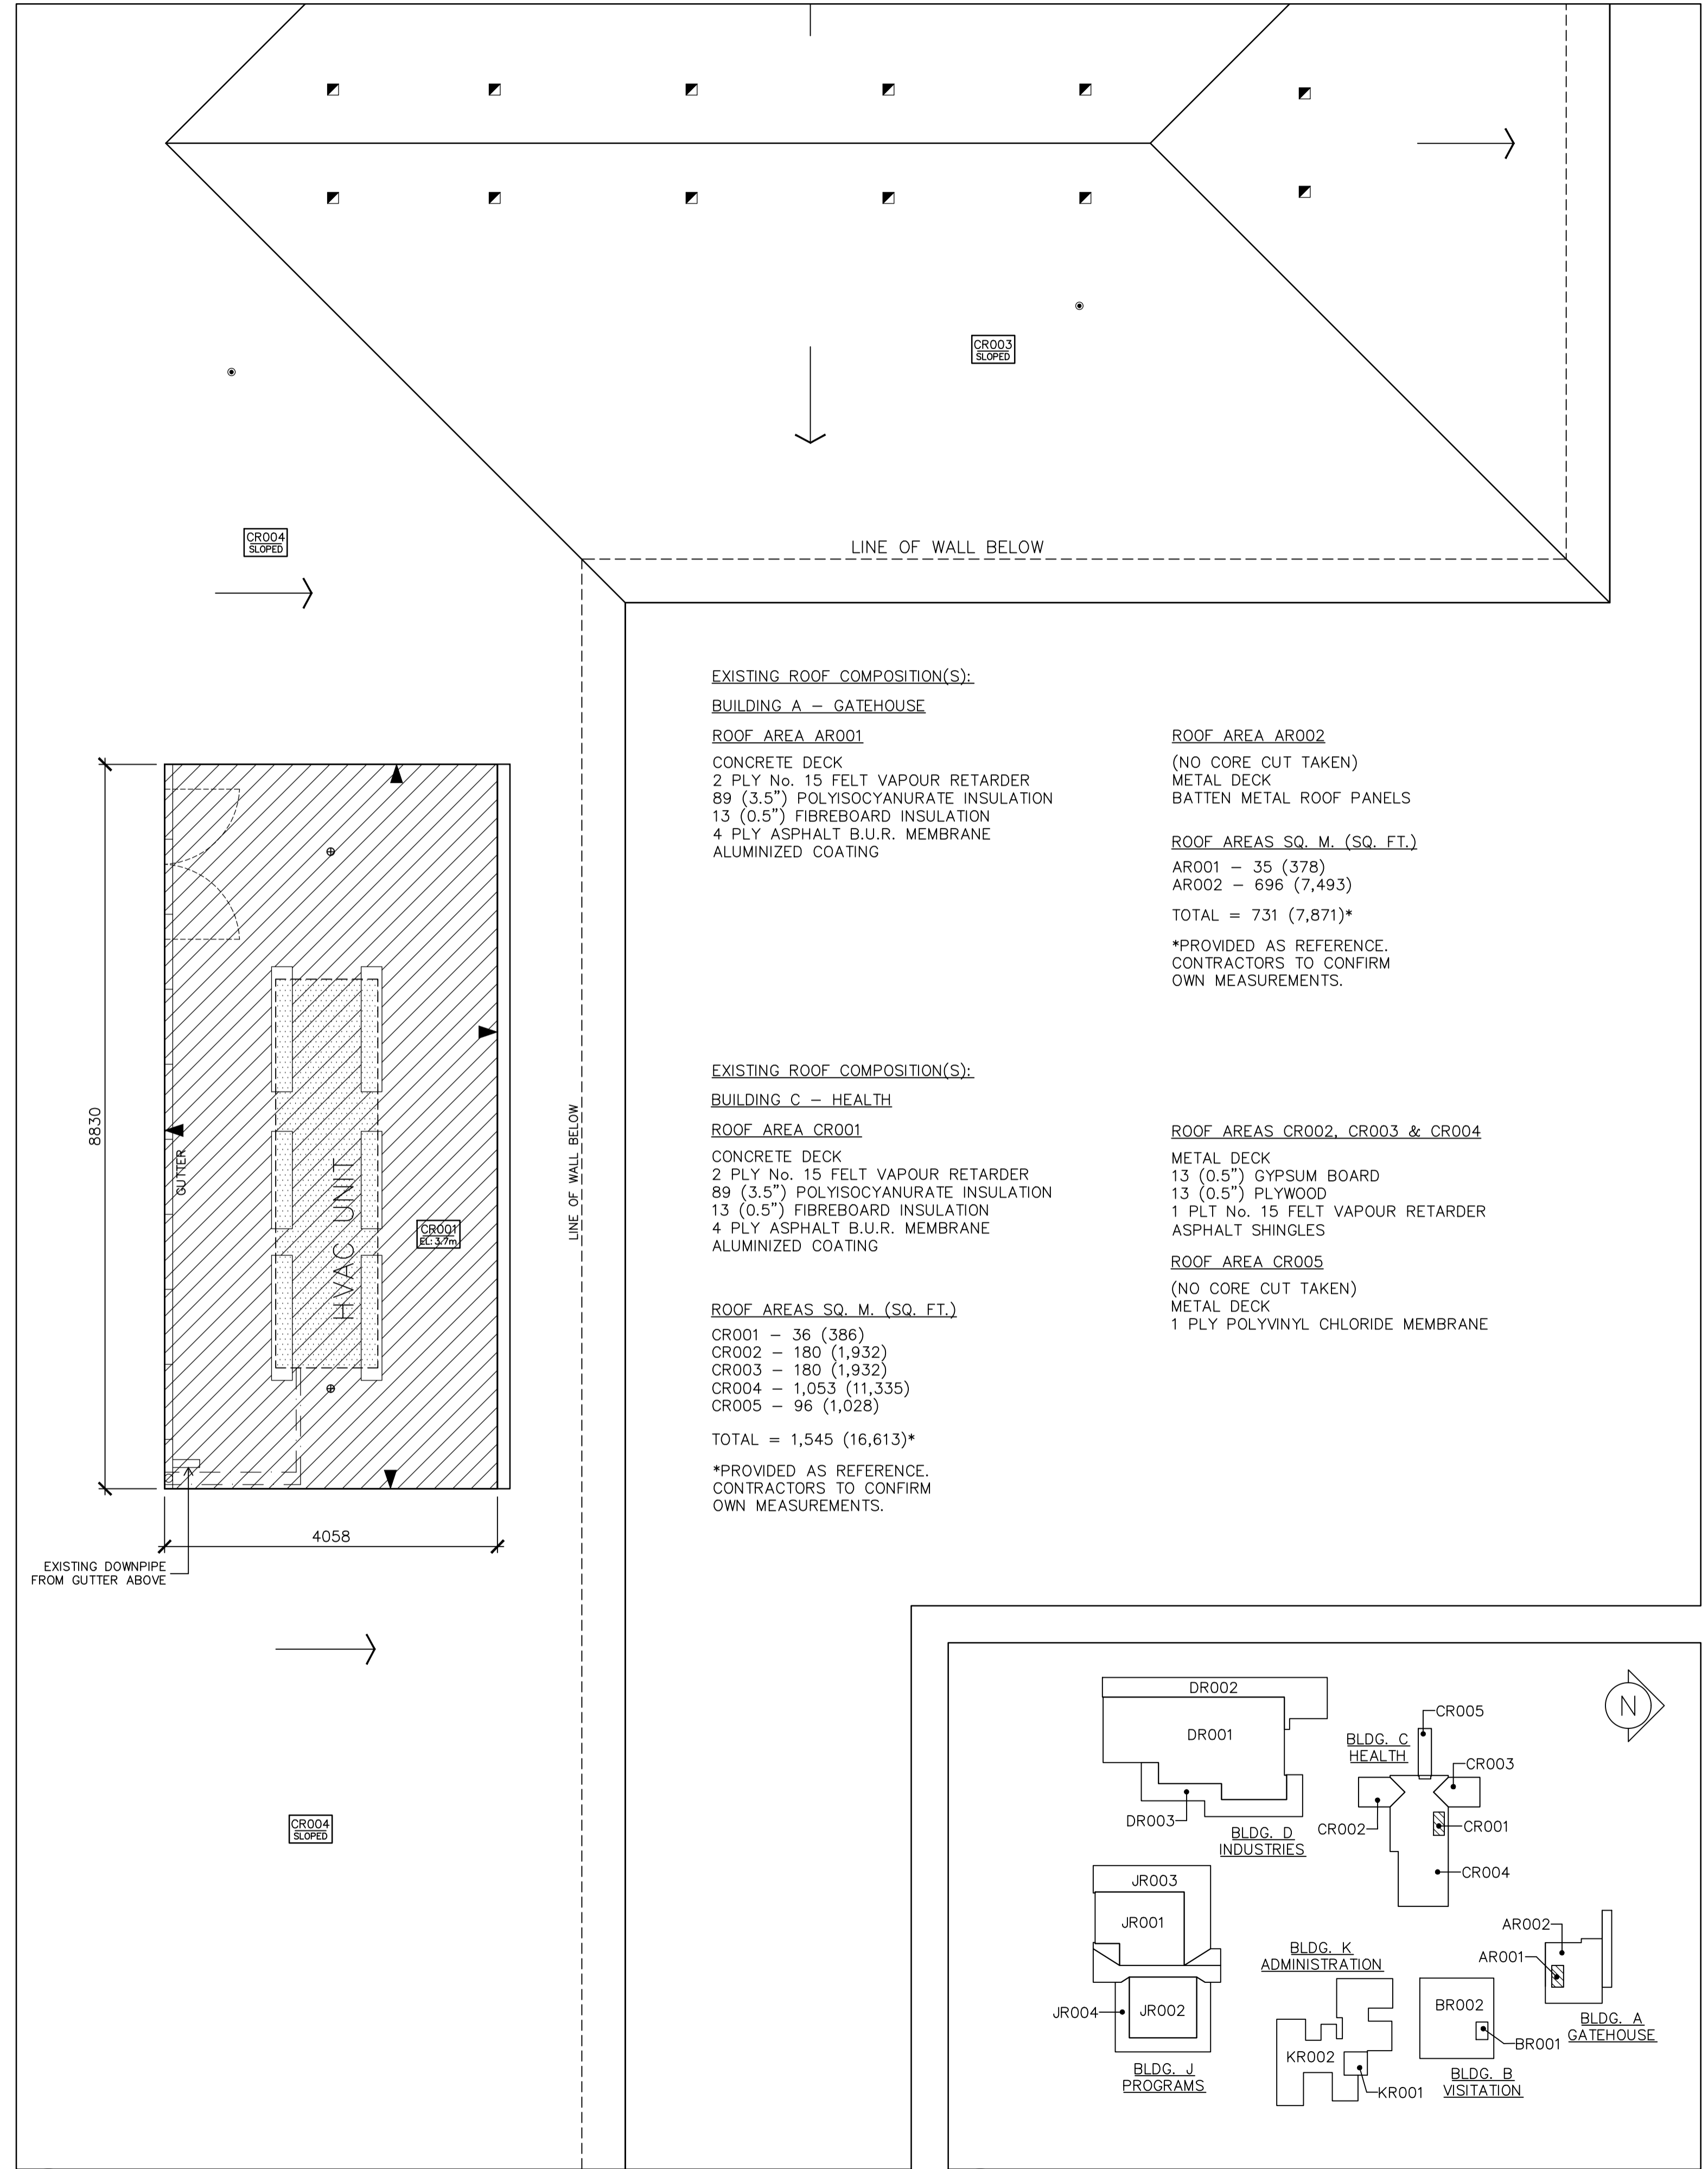 CR003
SLOPED
CR004
SLOPED
LINE OF WALL BELOW
EXISTING ROOF COMPOSITION(S):
BUILDING A – GATEHOUSE
ROOF AREA AR001
CONCRETE DECK
2 PLY No. 15 FELT VAPOUR RETARDER
89 (3.5") POLYISOCYANURATE INSULATION
13 (0.5") FIBREBOARD INSULATION
4 PLY ASPHALT B.U.R. MEMBRANE
ALUMINIZED COATING
ROOF AREA AR002
(NO CORE CUT TAKEN)
METAL DECK
BATTEN METAL ROOF PANELS
ROOF AREAS SQ. M. (SQ. FT.)
AR001 – 35 (378)
AR002 – 696 (7,493)
TOTAL = 731 (7,871)*
*PROVIDED AS REFERENCE.
CONTRACTORS TO CONFIRM
OWN MEASUREMENTS.
8830
GUTTER
HVAC UNIT
CR001
EL: 3.7m
LINE OF WALL BELOW
4058
EXISTING DOWNPIPE
FROM GUTTER ABOVE
EXISTING ROOF COMPOSITION(S):
BUILDING C – HEALTH
ROOF AREA CR001
CONCRETE DECK
2 PLY No. 15 FELT VAPOUR RETARDER
89 (3.5") POLYISOCYANURATE INSULATION
13 (0.5") FIBREBOARD INSULATION
4 PLY ASPHALT B.U.R. MEMBRANE
ALUMINIZED COATING
ROOF AREAS SQ. M. (SQ. FT.)
CR001 – 36 (386)
CR002 – 180 (1,932)
CR003 – 180 (1,932)
CR004 – 1,053 (11,335)
CR005 – 96 (1,028)
TOTAL = 1,545 (16,613)*
*PROVIDED AS REFERENCE.
CONTRACTORS TO CONFIRM
OWN MEASUREMENTS.
ROOF AREAS CR002, CR003 & CR004
METAL DECK
13 (0.5") GYPSUM BOARD
13 (0.5") PLYWOOD
1 PLT No. 15 FELT VAPOUR RETARDER
ASPHALT SHINGLES
ROOF AREA CR005
(NO CORE CUT TAKEN)
METAL DECK
1 PLY POLYVINYL CHLORIDE MEMBRANE
CR004
SLOPED
DR002
DR001
DR003
BLDG. D
INDUSTRIES
BLDG. C
HEALTH
CR005
CR003
CR002
CR001
CR004
N
JR003
JR001
JR004
JR002
BLDG. J
PROGRAMS
BLDG. K
ADMINISTRATION
KR002
KR001
BR002
BR001
BLDG. B
VISITATION
AR002
AR001
BLDG. A
GATEHOUSE